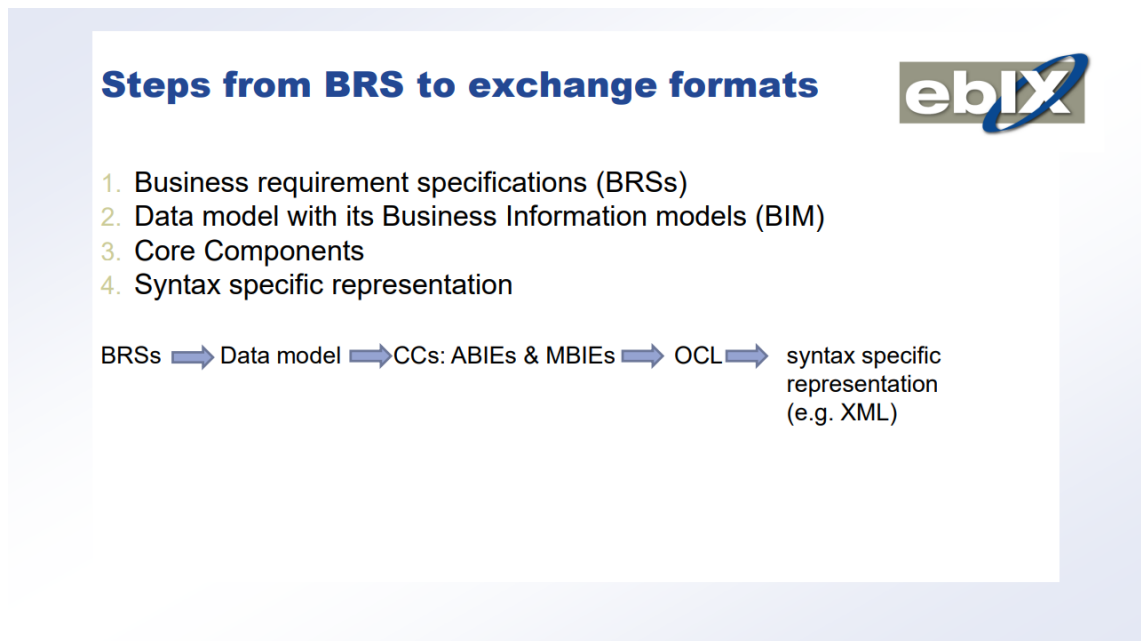 Steps from BRS to exchange formats
ebIX
1. Business requirement specifications (BRSs)
2. Data model with its Business Information models (BIM)
3. Core Components
4. Syntax specific representation
BRSs Data model CCs: ABIEs & MBIEs OCL syntax specific
representation
(e.g. XML)